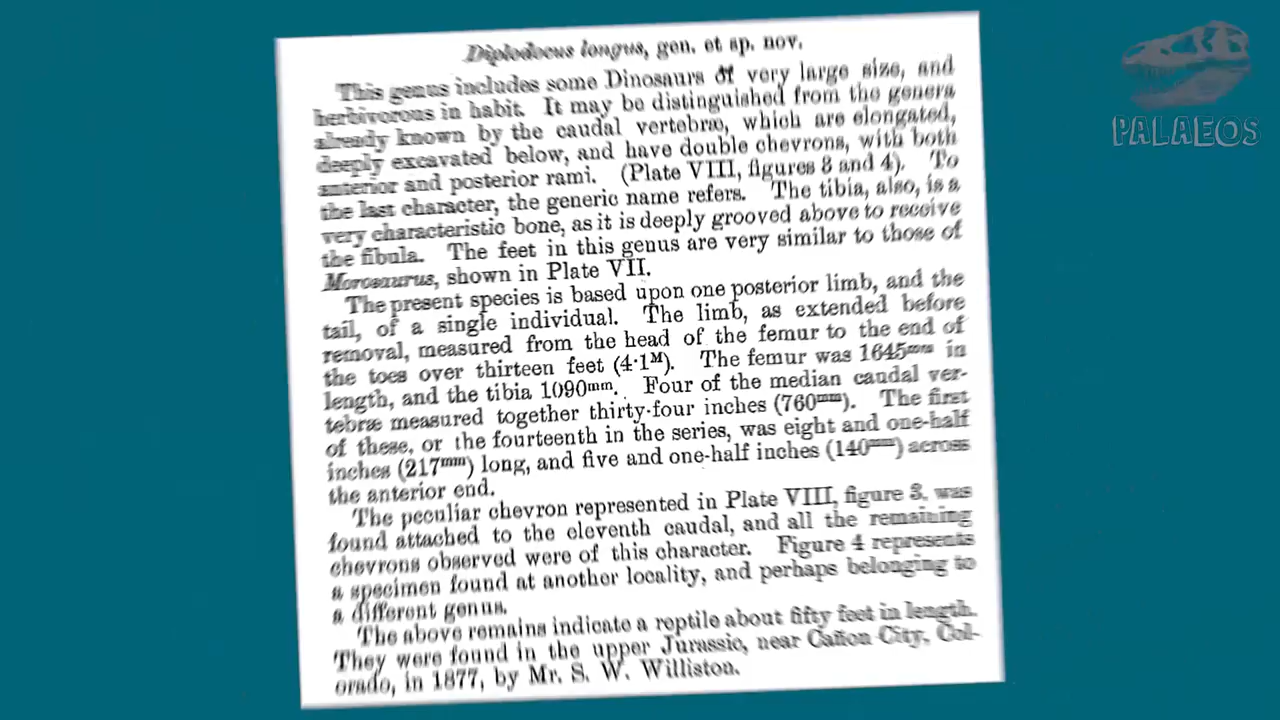 Diplodocus longus, gen. et sp. nov.
This genus includes some Dinosaurs of very large size, and
herbivorous in habit. It may be distinguished from the genera
already known by the caudal vertebræ, which are elongated,
deeply excavated below, and have double chevrons, with both
anterior and posterior rami. (Plate VIII, figures 3 and 4). To
the last character, the generic name refers. The tibia, also, is a
very characteristic bone, as it is deeply grooved above to receive
the fibula. The feet in this genus are very similar to those of
Morosaurus, shown in Plate VII.
The present species is based upon one posterior limb, and the
tail, of a single individual. The limb, as extended before
removal, measured from the head of the femur to the end of
the toes over thirteen feet (4·1ᴹ). The femur was 1645ᵐᵐ in
length, and the tibia 1090ᵐᵐ. Four of the median caudal ver-
tebræ measured together thirty-four inches (760ᵐᵐ). The first
of these, or the fourteenth in the series, was eight and one-half
inches (217ᵐᵐ) long, and five and one-half inches (140ᵐᵐ) across
the anterior end.
The peculiar chevron represented in Plate VIII, figure 3, was
found attached to the eleventh caudal, and all the remaining
chevrons observed were of this character. Figure 4 represents
a specimen found at another locality, and perhaps belonging to
a different genus.
The above remains indicate a reptile about fifty feet in length.
They were found in the upper Jurassic, near Cañon City, Col-
orado, in 1877, by Mr. S. W. Williston.
PALAEOS